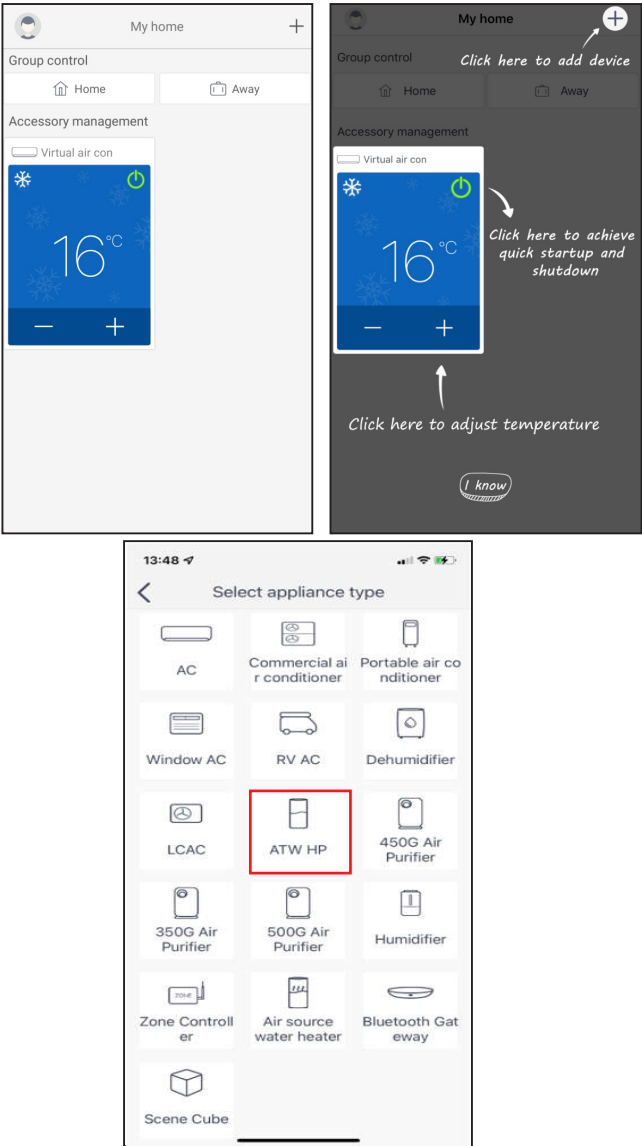 My home
+
Group control
Home
Away
Accessory management
Virtual air con
16°C
— +
My home
+
Click here to add device
Group control
Home
Away
Accessory management
Virtual air con
16°C
— +
Click here to achieve
quick startup and
shutdown
Click here to adjust temperature
I know
13:48
Select appliance type
AC
Commercial ai
r conditioner
Portable air co
nditioner
Window AC
RV AC
Dehumidifier
LCAC
ATW HP
450G Air
Purifier
350G Air
Purifier
500G Air
Purifier
Humidifier
ZONE
Zone Controll
er
Air source
water heater
Bluetooth Gat
eway
Scene Cube